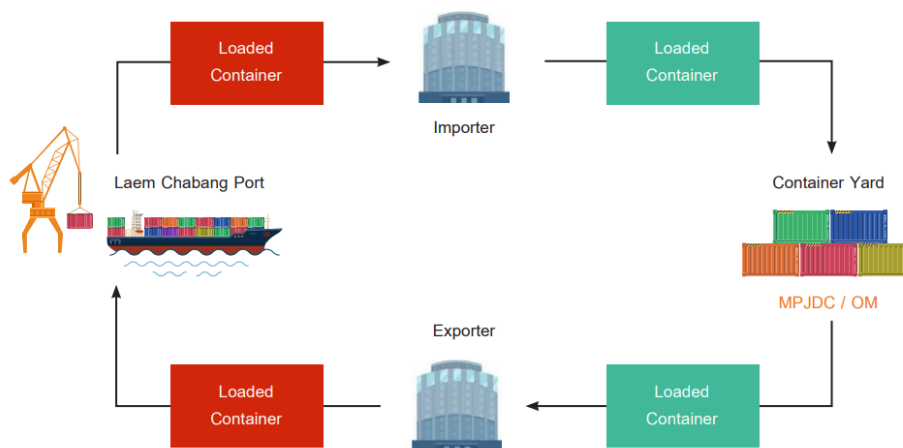 Loaded
Container
Loaded
Container
Importer
Laem Chabang Port
Container Yard
MPJDC / OM
Exporter
Loaded
Container
Loaded
Container